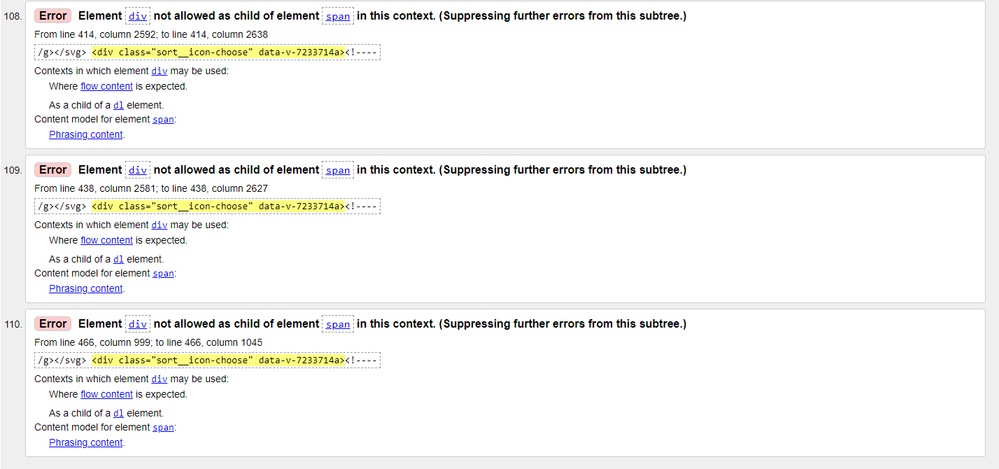 108. Error Element div not allowed as child of element span in this context. (Suppressing further errors from this subtree.)
From line 414, column 2592; to line 414, column 2638
/g></svg> <div class="sort__icon-choose" data-v-7233714a><!----
Contexts in which element div may be used:
Where flow content is expected.
As a child of a dl element.
Content model for element span:
Phrasing content.
109. Error Element div not allowed as child of element span in this context. (Suppressing further errors from this subtree.)
From line 438, column 2581; to line 438, column 2627
/g></svg> <div class="sort__icon-choose" data-v-7233714a><!----
Contexts in which element div may be used:
Where flow content is expected.
As a child of a dl element.
Content model for element span:
Phrasing content.
110. Error Element div not allowed as child of element span in this context. (Suppressing further errors from this subtree.)
From line 466, column 999; to line 466, column 1045
/g></svg> <div class="sort__icon-choose" data-v-7233714a><!----
Contexts in which element div may be used:
Where flow content is expected.
As a child of a dl element.
Content model for element span:
Phrasing content.